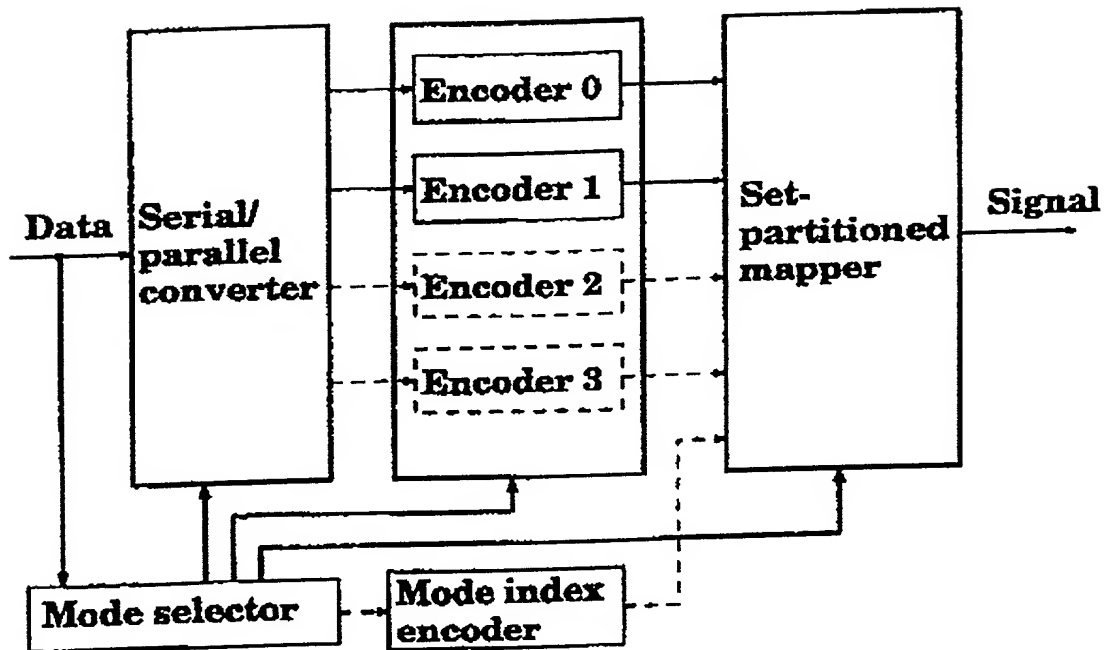 Data
Serial/
parallel
converter
Encoder 0
Encoder 1
Encoder 2
Encoder 3
Set-
partitioned
mapper
Signal
Mode selector
Mode index
encoder